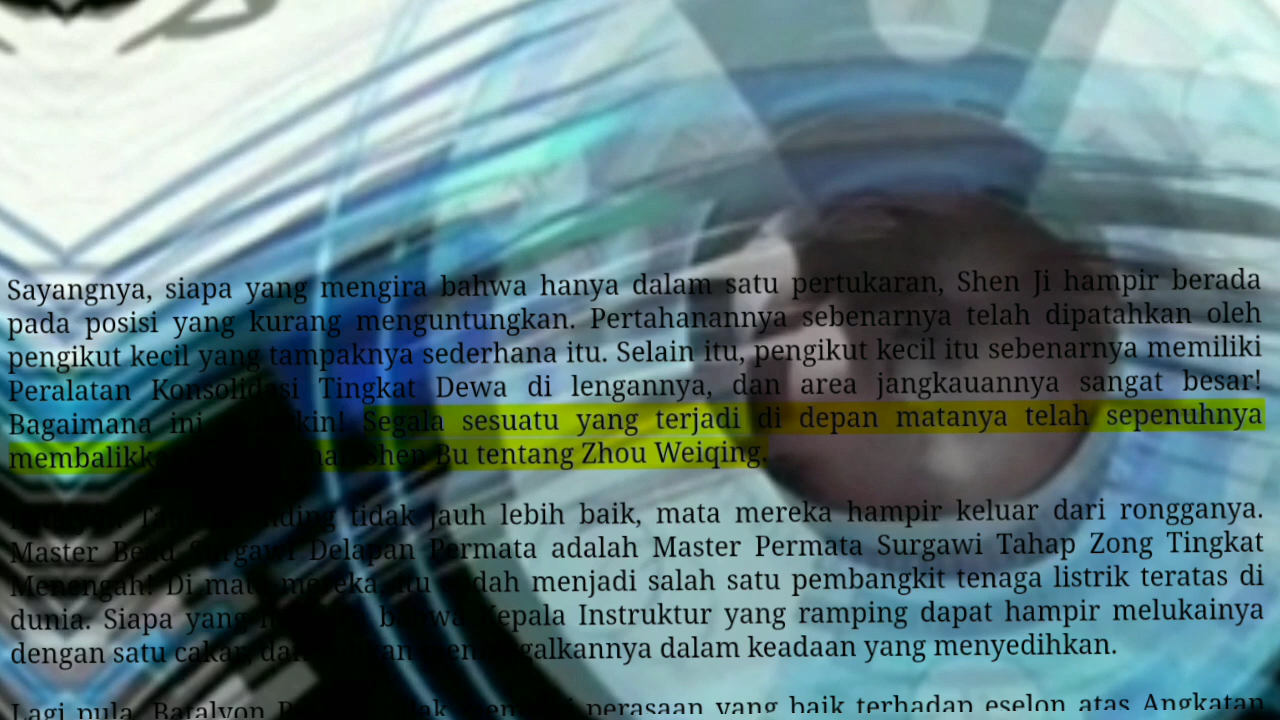 Sayangnya, siapa yang mengira bahwa hanya dalam satu pertukaran, Shen Ji hampir berada
pada posisi yang kurang menguntungkan. Pertahanannya sebenarnya telah dipatahkan oleh
pengikut kecil yang tampaknya sederhana itu. Selain itu, pengikut kecil itu sebenarnya memiliki
Peralatan Konsolidasi Tingkat Dewa di lengannya, dan area jangkauannya sangat besar!
Bagaimana ini Segala sesuatu yang terjadi di depan matanya telah sepenuhnya
Shen Bu tentang Zhou Weiqing.
tidak jauh lebih baik, mata mereka hampir keluar dari rongganya.
Master Surgawi Delapan Permata adalah Master Permata Surgawi Tahap Zong Tingkat
Menengah! Di mata mereka, itu sudah menjadi salah satu pembangkit tenaga listrik teratas di
dunia. Siapa yang bahwa Kepala Instruktur yang ramping dapat hampir melukainya
dengan satu cakar, dalam keadaan yang menyedihkan.
Lagi pula, Batalyon perasaan yang baik terhadap eselon atas Angkatan